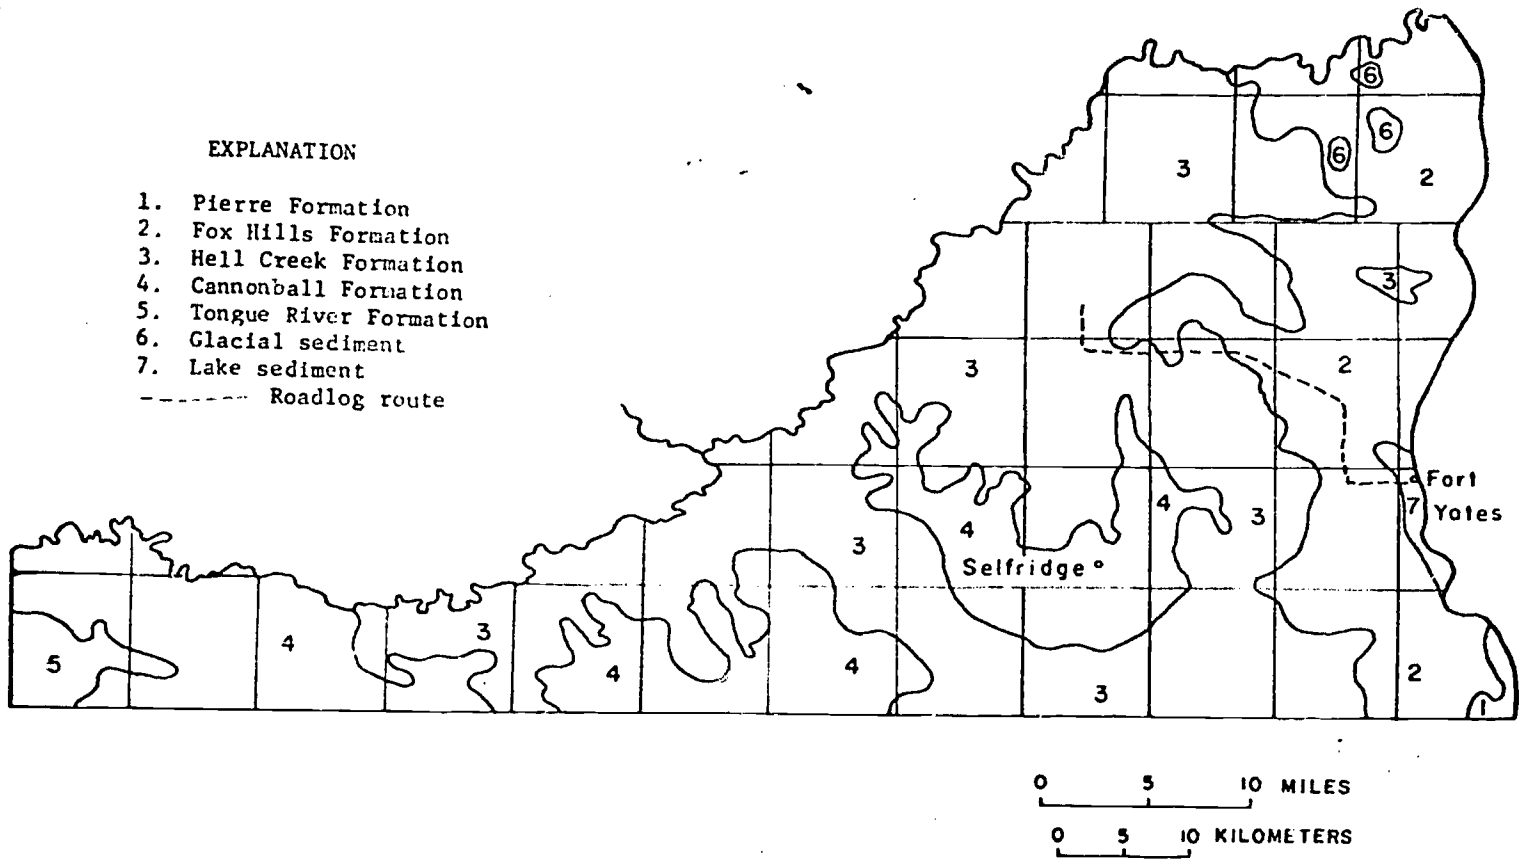 EXPLANATION
1. Pierre Formation
2. Fox Hills Formation
3. Hell Creek Formation
4. Cannonball Formation
5. Tongue River Formation
6. Glacial sediment
7. Lake sediment
------- Roadlog route
6
6
6
3
2
3
3
2
Fort
7 Yates
4
3
4
3
Selfridge
5
4
3
4
4
3
2
1
0 5 10 MILES
0 5 10 KILOMETERS